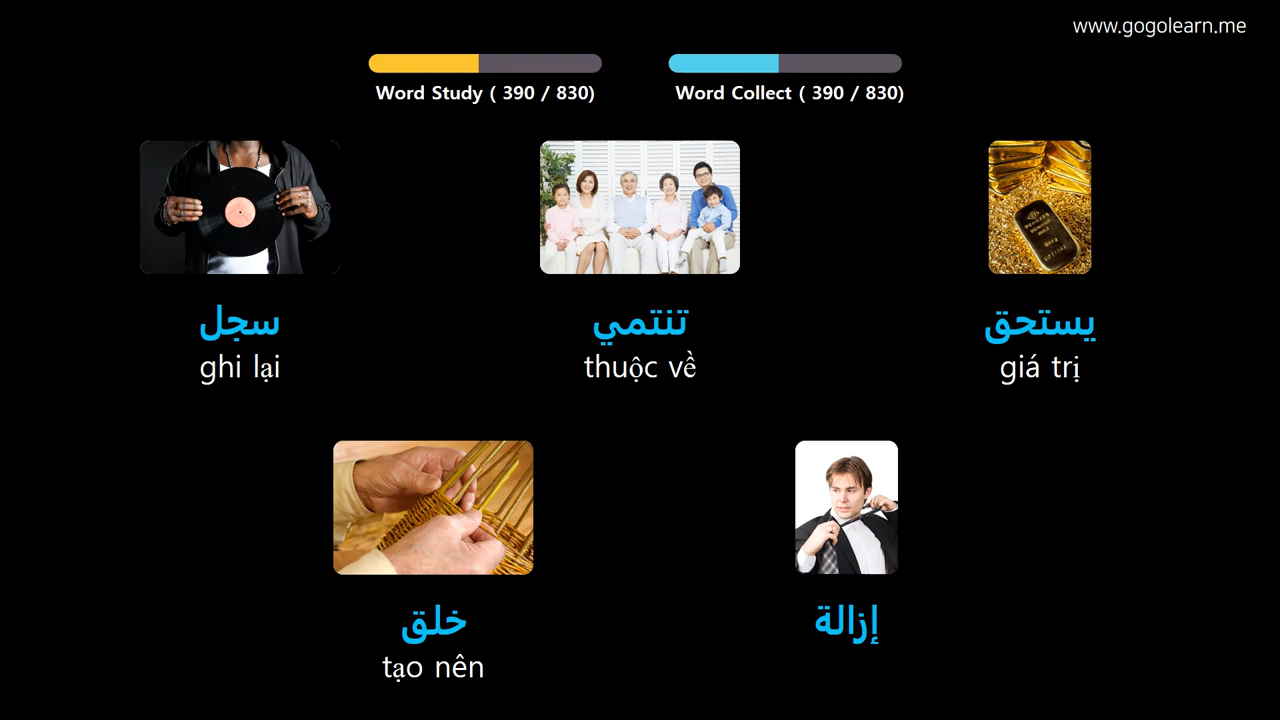 www.gogolearn.me
Word Study ( 390 / 830)
Word Collect ( 390 / 830)
سجل
ghi lại
تنتمي
thuộc về
يستحق
giá trị
خلق
tạo nên
إزالة